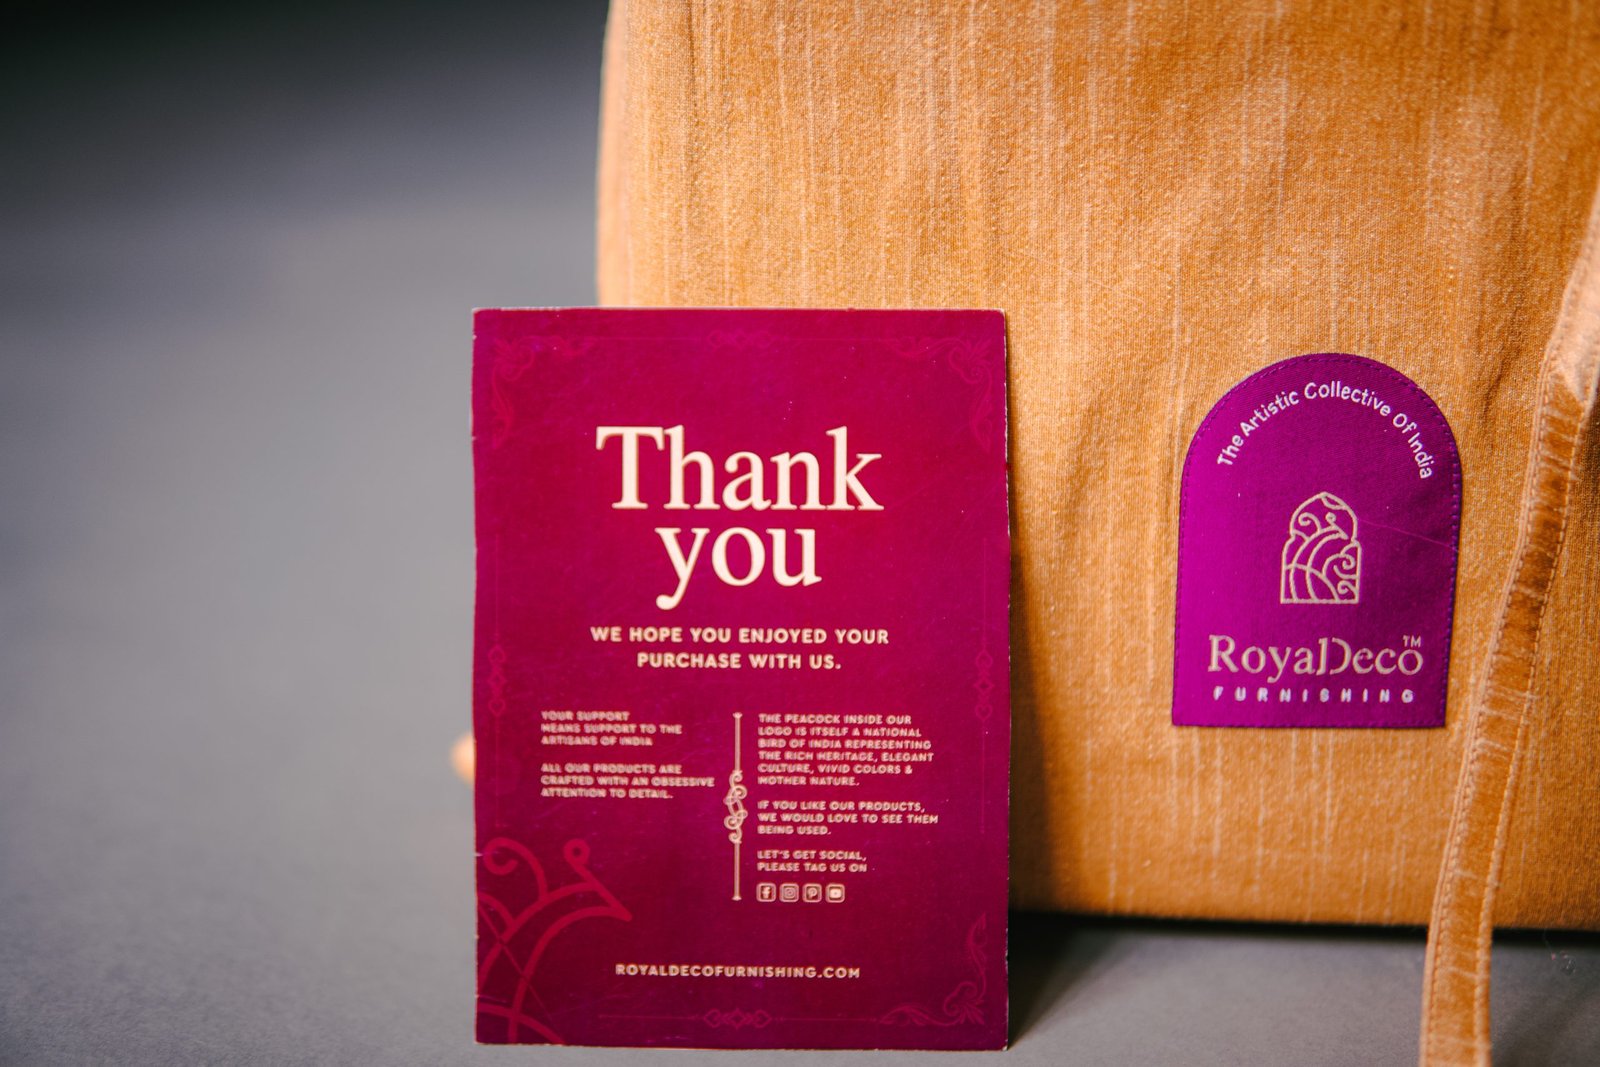 Thank
you
WE HOPE YOU ENJOYED YOUR
PURCHASE WITH US.
YOUR SUPPORT
MEANS SUPPORT TO THE
ARTISANS OF INDIA
ALL OUR PRODUCTS ARE
CRAFTED WITH AN OBSESSIVE
ATTENTION TO DETAIL.
THE PEACOCK INSIDE OUR
LOGO IS ITSELF A NATIONAL
BIRD OF INDIA REPRESENTING
THE RICH HERITAGE, ELEGANT
CULTURE, VIVID COLORS &
MOTHER NATURE.
IF YOU LIKE OUR PRODUCTS,
WE WOULD LOVE TO SEE THEM
BEING USED.
LET'S GET SOCIAL,
PLEASE TAG US ON
ROYALDECOFURNISHING.COM
The Artistic Collective Of India
RoyalDeco™
FURNISHING